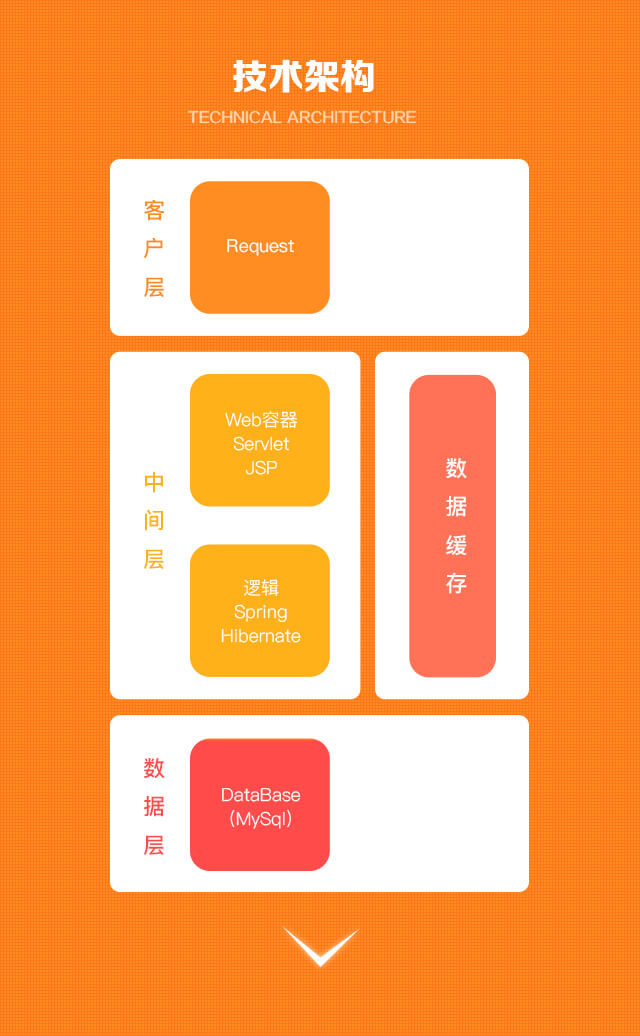 技术架构
TECHNICAL ARCHITECTURE
客户层
Request
中间层
Web容器
Servlet
JSP
逻辑
Spring
Hibernate
数据缓存
数据层
DataBase
(MySql)